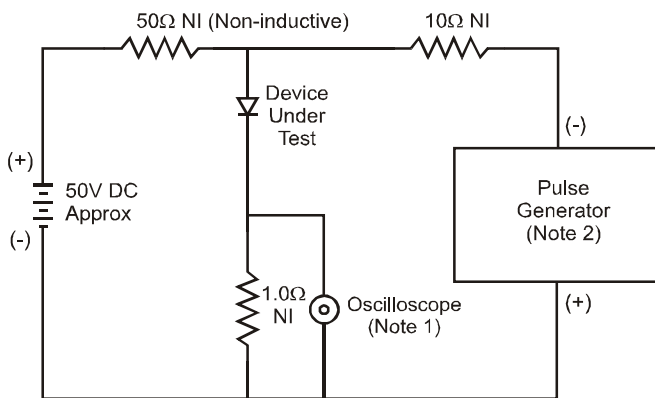 50Ω NI (Non-inductive)
10Ω NI
Device
Under
Test
(-)
(+)
50V DC
Approx
(-)
Pulse
Generator
(Note 2)
1.0Ω
NI
Oscilloscope
(Note 1)
(+)